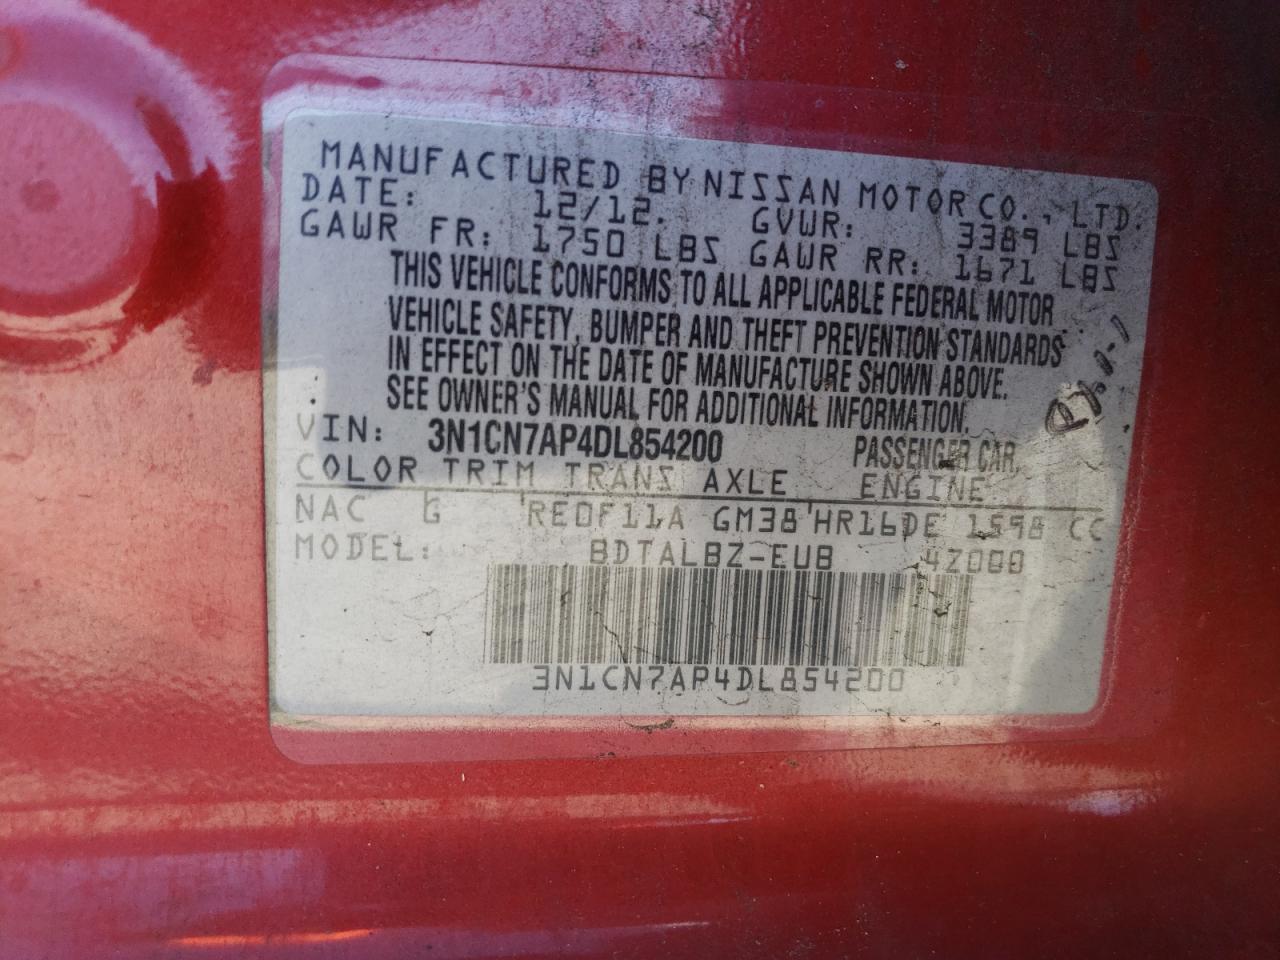 MANUFACTURED BY NISSAN MOTOR CO., LTD.
DATE: 12/12. GVWR: 3389 LBS
GAWR FR: 1750 LBS GAWR RR: 1671 LBS
THIS VEHICLE CONFORMS TO ALL APPLICABLE FEDERAL MOTOR
VEHICLE SAFETY, BUMPER AND THEFT PREVENTION STANDARDS
IN EFFECT ON THE DATE OF MANUFACTURE SHOWN ABOVE.
SEE OWNER'S MANUAL FOR ADDITIONAL INFORMATION.
VIN: 3N1CN7AP4DL854200 PASSENGER CAR,
COLOR TRIM TRANS AXLE ENGINE
NAC G RE0F11A GM38 HR16DE 1598 CC
MODEL: BDTALBZ-EUB 4Z000
3N1CN7AP4DL854200